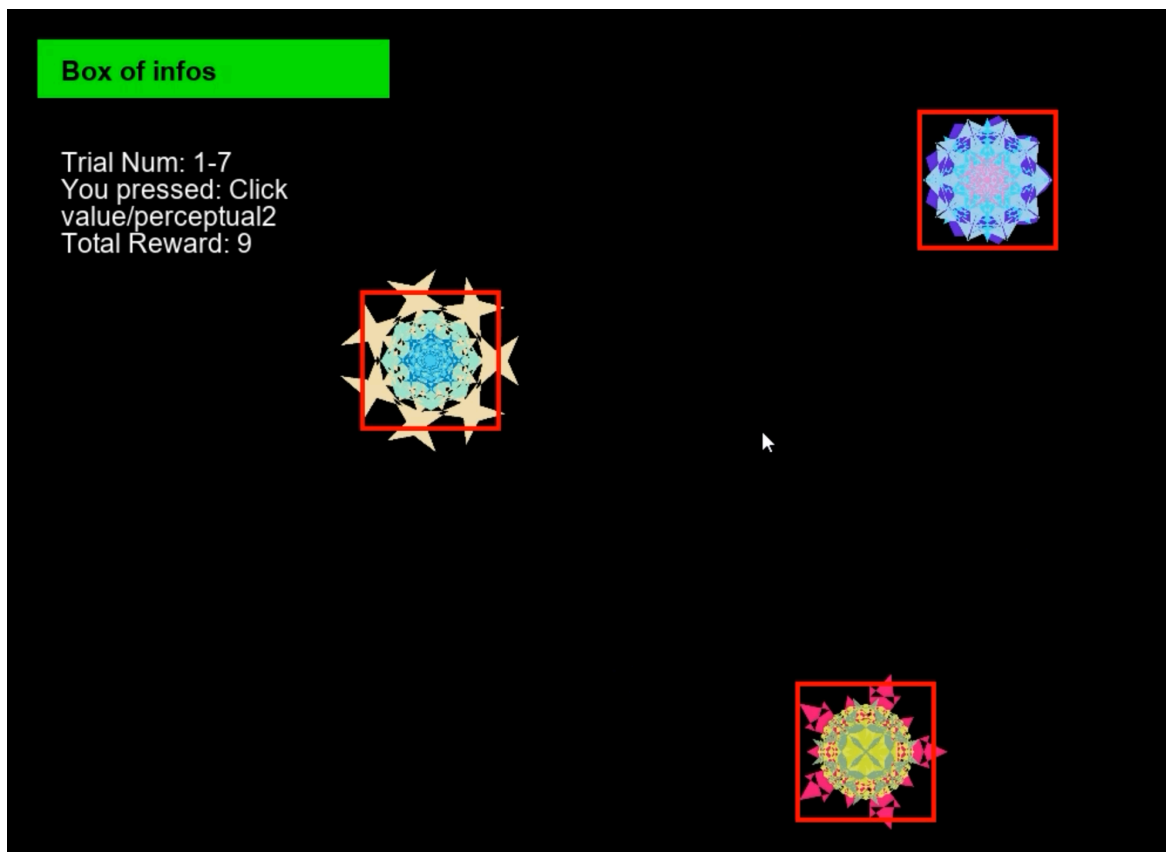 Box of infos
Trial Num: 1-7
You pressed: Click
value/perceptual2
Total Reward: 9